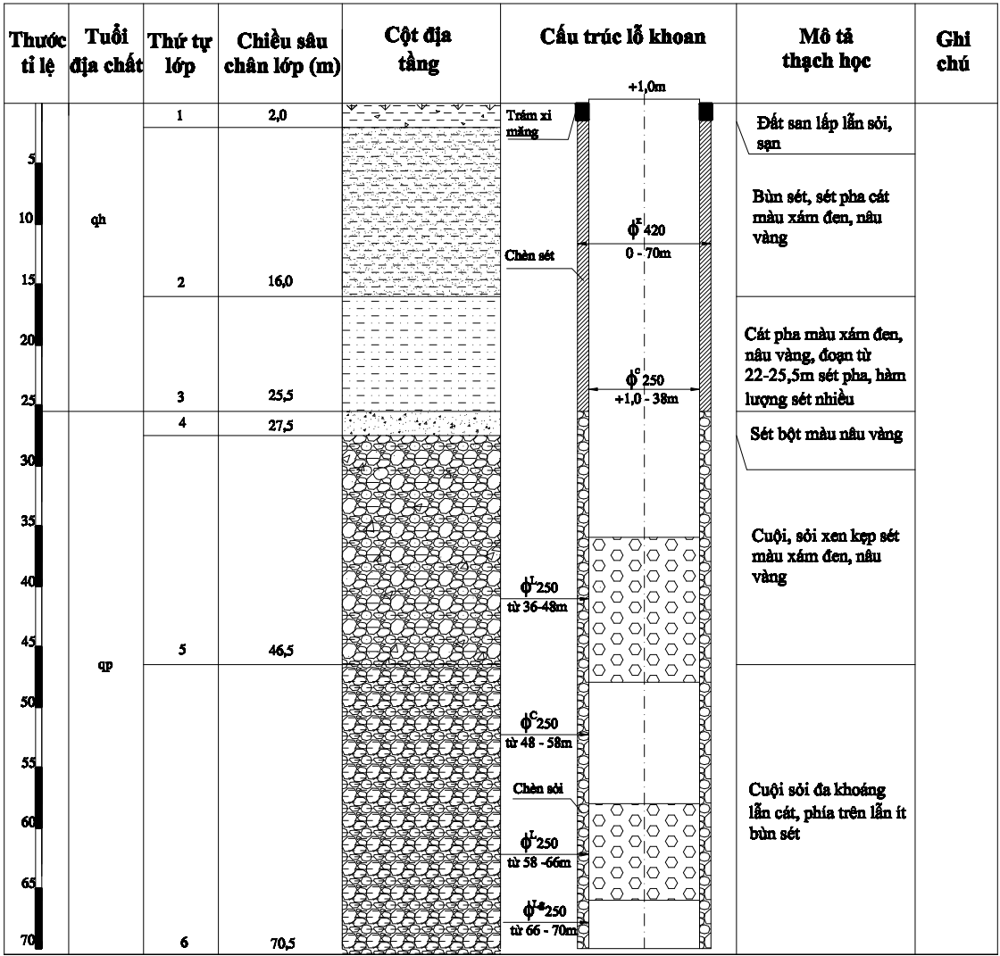 Thước
tỉ lệ
Tuổi
địa chất
Thứ tự
lớp
Chiều sâu
chân lớp (m)
Cột địa
tầng
Cấu trúc lỗ khoan
Mô tả
thạch học
Ghi
chú
+1,0m
1
2,0
Trám xi
măng
Đất san lấp lẫn sỏi,
sạn
5
10
qh
Bùn sét, sét pha cát
màu xám đen, nâu
vàng
ϕᵏ420
0 - 70m
Chèn sét
15
2
16,0
20
Cát pha màu xám đen,
nâu vàng, đoạn từ
22-25,5m sét pha, hàm
lượng sét nhiều
ϕᶜ250
+1,0 - 38m
25
3
25,5
4
27,5
Sét bột màu nâu vàng
30
35
Cuội, sỏi xen kẹp sét
màu xám đen, nâu
vàng
40
ϕᴸ250
từ 36-48m
45
5
46,5
qp
50
ϕᶜ250
từ 48 - 58m
55
Chèn sỏi
Cuội sỏi đa khoáng
lẫn cát, phía trên lẫn ít
bùn sét
60
ϕᴸ250
từ 58 -66m
65
250
từ 66 - 70m
70
6
70,5